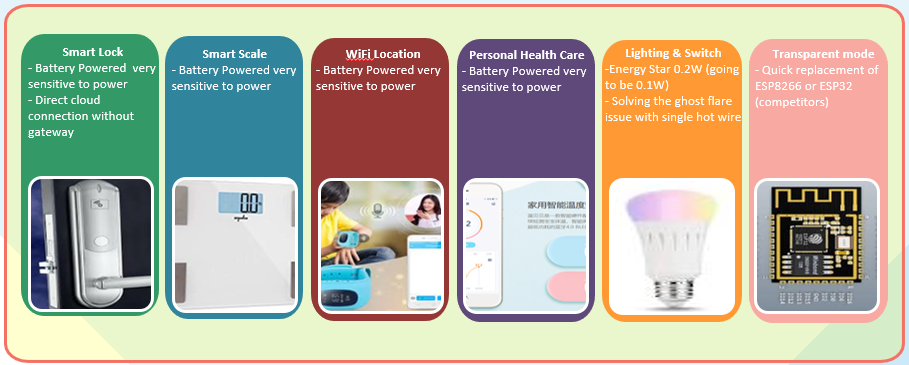 Smart Lock
- Battery Powered very
sensitive to power
- Direct cloud
connection without
gateway
Smart Scale
- Battery Powered very
sensitive to power
0.0
WiFi Location
- Battery Powered very
sensitive to power
Personal Health Care
- Battery Powered very
sensitive to power
家用智能温度
Lighting & Switch
-Energy Star 0.2W (going
to be 0.1W)
- Solving the ghost flare
issue with single hot wire
Transparent mode
- Quick replacement of
ESP8266 or ESP32
(competitors)